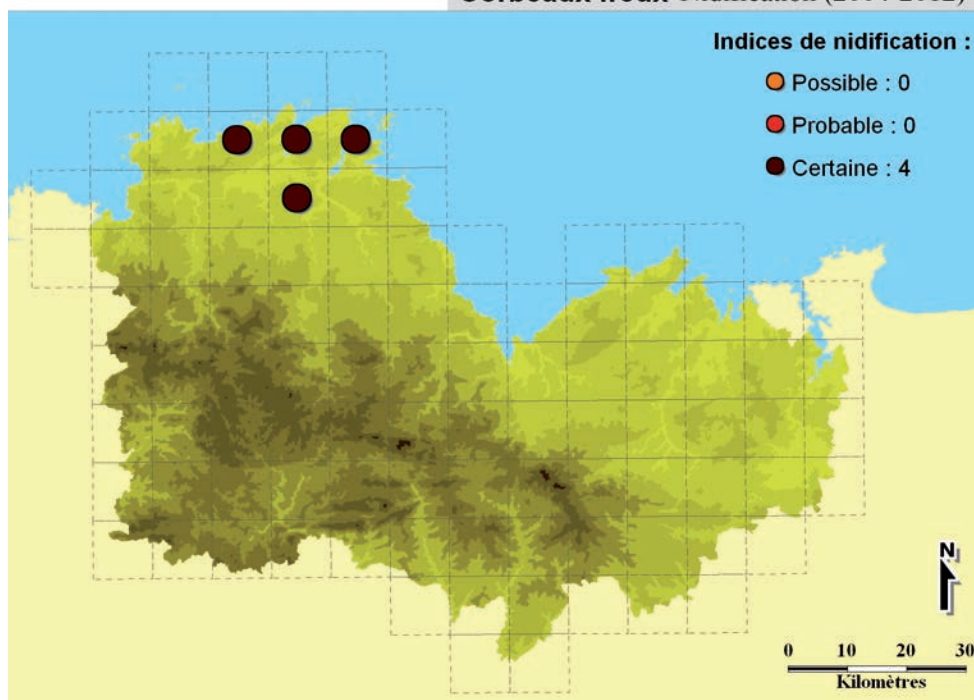 Indices de nidification :
Possible : 0
Probable : 0
Certaine : 4
N
0 10 20 30
Kilomètres